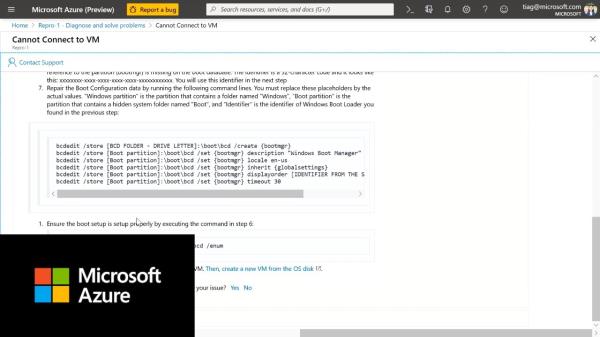 Microsoft Azure (Preview)
Report a bug
Search resources, services, and docs (G+/)
tiag@microsoft.com
MICROSOFT
Home > Repro-1 - Diagnose and solve problems > Cannot Connect to VM
Cannot Connect to VM
Repro-1
Contact Support
reference to the partition (bootmgr) is missing on the boot database. The identifier is a 32-character code and it looks like
this: xxxxxxxx-xxxx-xxxx-xxxx-xxxxxxxxxxxx. You will use this identifier in the next step
7. Repair the Boot Configuration data by running the following command lines. You must replace these placeholders by the
actual values. "Windows partition" is the partition that contains a folder named "Windows", "Boot partition" is the
partition that contains a hidden system folder named "Boot", and "Identifier" is the identifier of Windows Boot Loader you
found in the previous step:
bcdedit /store [BCD FOLDER - DRIVE LETTER]:\boot\bcd /create {bootmgr}
bcdedit /store [Boot partition]:\boot\bcd /set {bootmgr} description "Windows Boot Manager"
bcdedit /store [Boot partition]:\boot\bcd /set {bootmgr} locale en-us
bcdedit /store [Boot partition]:\boot\bcd /set {bootmgr} inherit {globalsettings}
bcdedit /store [Boot partition]:\boot\bcd /set {bootmgr} displayorder [IDENTIFIER FROM THE S
bcdedit /store [Boot partition]:\boot\bcd /set {bootmgr} timeout 30
1. Ensure the boot setup is setup properly by executing the command in step 6:
cd /enum
VM. Then, create a new VM from the OS disk
your issue? Yes No
Microsoft
Azure